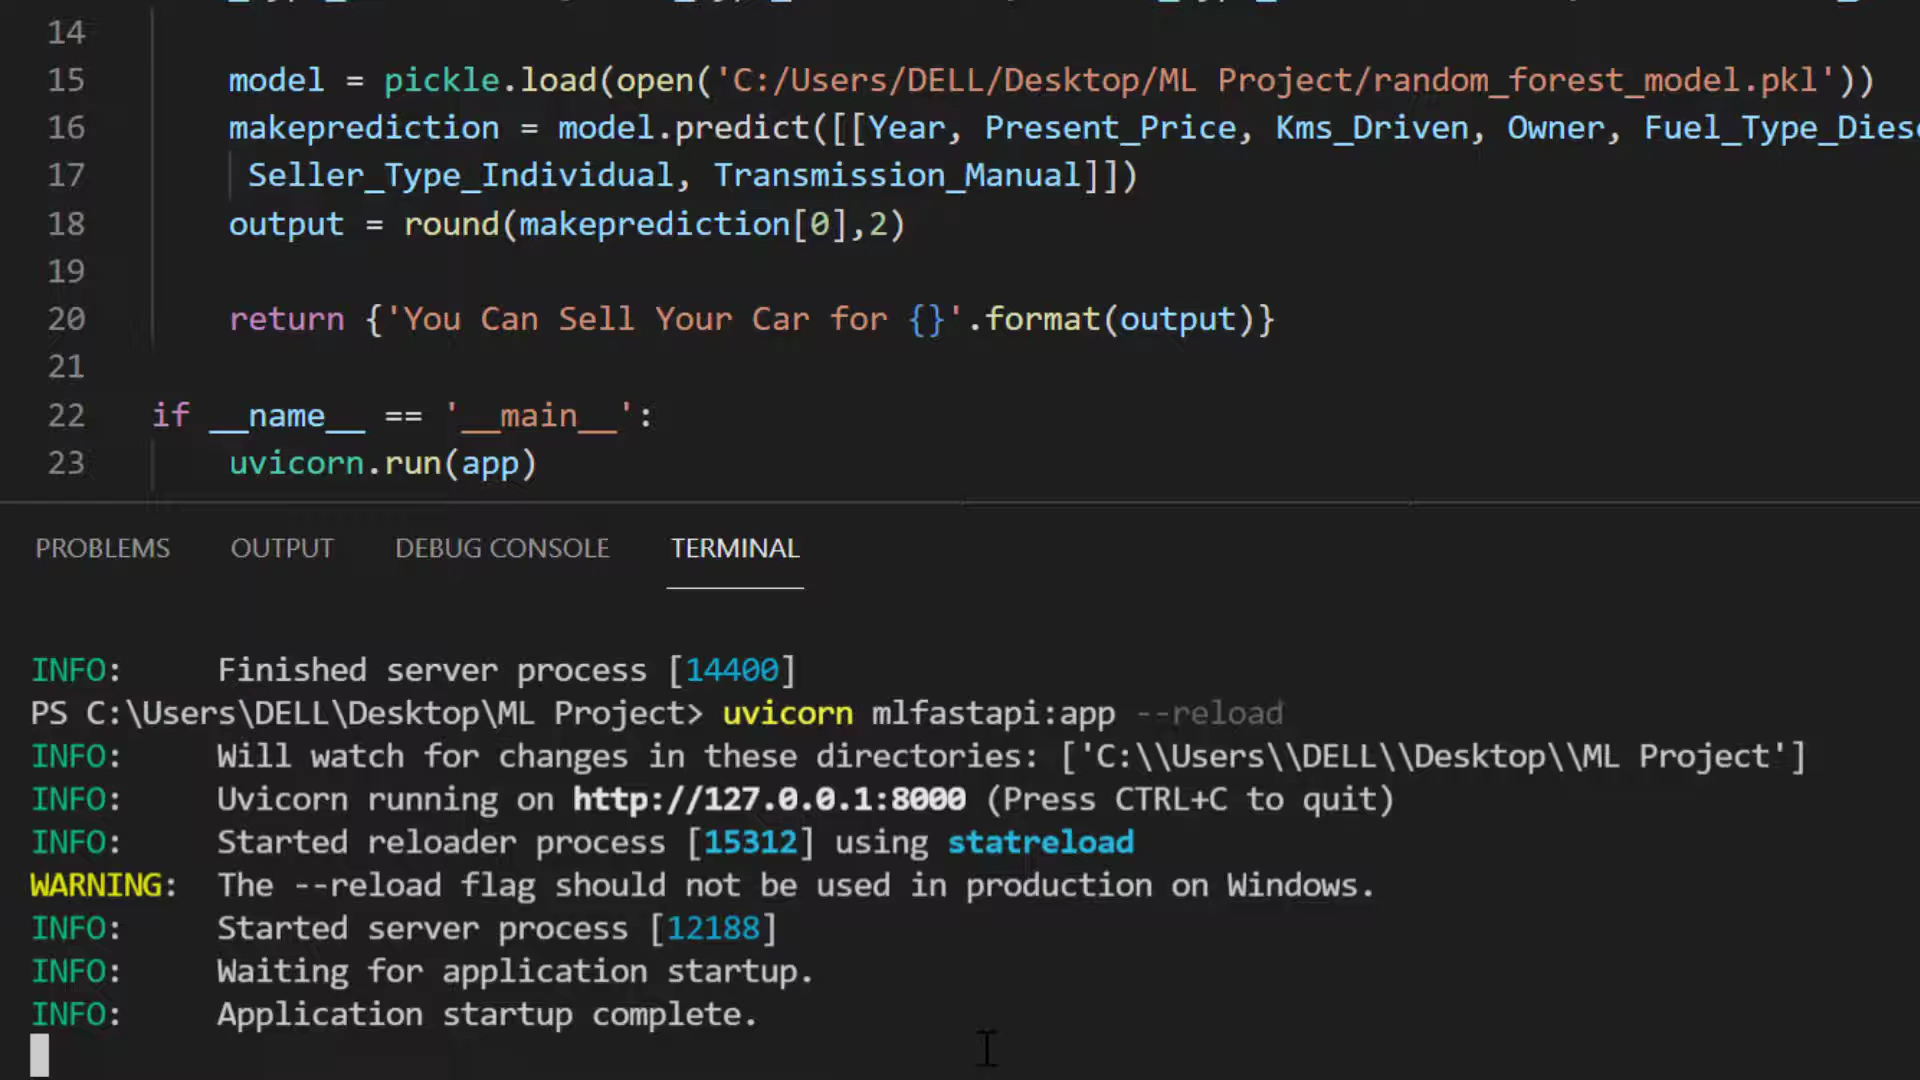 14
15 model = pickle.load(open('C:/Users/DELL/Desktop/ML Project/random_forest_model.pkl'))
16 makeprediction = model.predict([[Year, Present_Price, Kms_Driven, Owner, Fuel_Type_Dies
17 Seller_Type_Individual, Transmission_Manual]])
18 output = round(makeprediction[0],2)
19
20 return {'You Can Sell Your Car for {}'.format(output)}
21
22 if __name__ == '__main__':
23 uvicorn.run(app)
PROBLEMS OUTPUT DEBUG CONSOLE TERMINAL
INFO: Finished server process [14400]
PS C:\Users\DELL\Desktop\ML Project> uvicorn mlfastapi:app --reload
INFO: Will watch for changes in these directories: ['C:\\Users\\DELL\\Desktop\\ML Project']
INFO: Uvicorn running on http://127.0.0.1:8000 (Press CTRL+C to quit)
INFO: Started reloader process [15312] using statreload
WARNING: The --reload flag should not be used in production on Windows.
INFO: Started server process [12188]
INFO: Waiting for application startup.
INFO: Application startup complete.